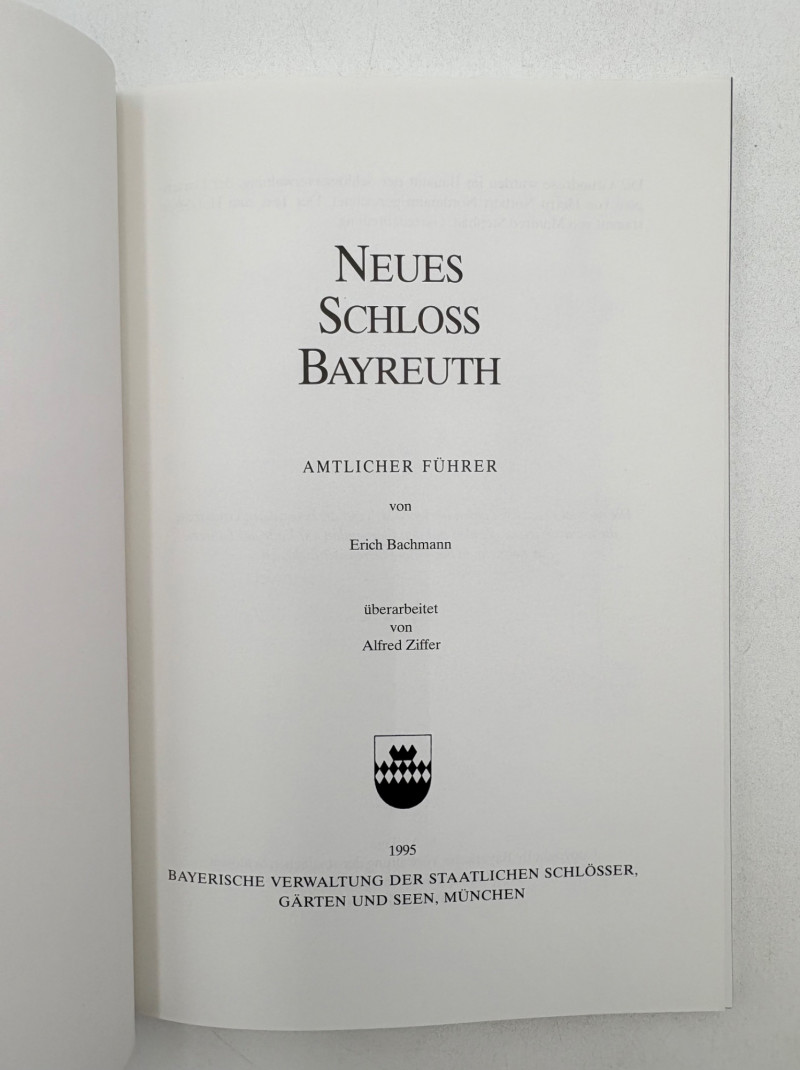 NEUES
SCHLOSS
BAYREUTH
AMTLICHER FÜHRER
von
Erich Bachmann
überarbeitet
von
Alfred Ziffer
1995
BAYERISCHE VERWALTUNG DER STAATLICHEN SCHLÖSSER,
GÄRTEN UND SEEN, MÜNCHEN